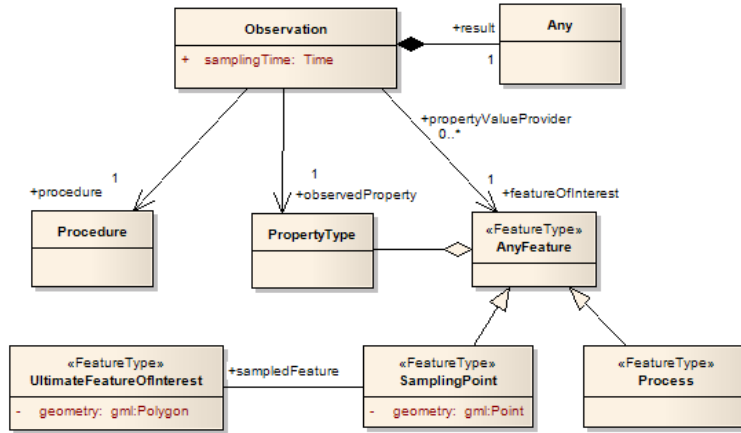 Observation
+ samplingTime: Time
+result
1
Any
+propertyValueProvider
0..*
1
+procedure
1
+observedProperty
1
+featureOfInterest
Procedure
PropertyType
«FeatureType»
AnyFeature
«FeatureType»
UltimateFeatureOfInterest
- geometry: gml:Polygon
+sampledFeature
«FeatureType»
SamplingPoint
- geometry: gml:Point
«FeatureType»
Process